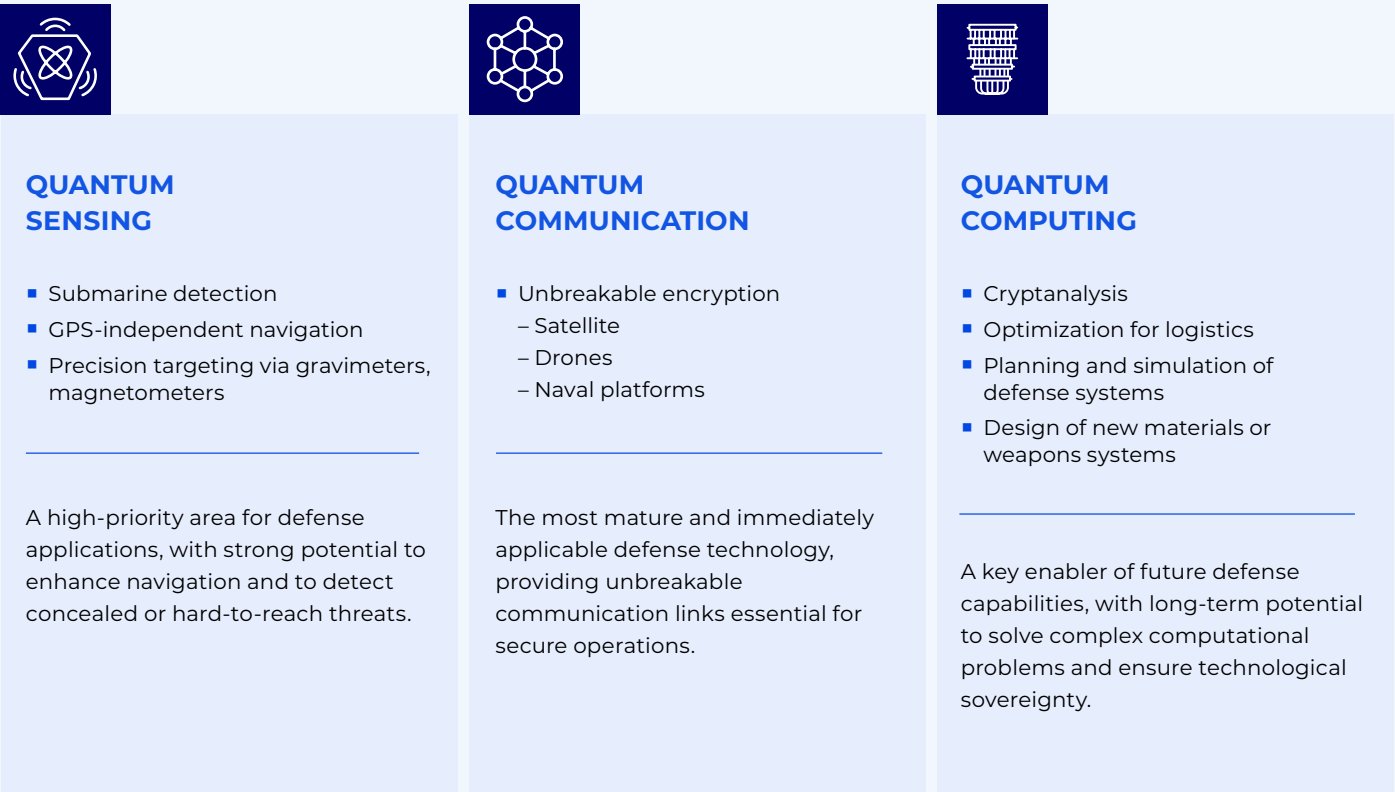 QUANTUM
SENSING
▪ Submarine detection
▪ GPS-independent navigation
▪ Precision targeting via gravimeters,
magnetometers
A high-priority area for defense
applications, with strong potential to
enhance navigation and to detect
concealed or hard-to-reach threats.
QUANTUM
COMMUNICATION
▪ Unbreakable encryption
– Satellite
– Drones
– Naval platforms
The most mature and immediately
applicable defense technology,
providing unbreakable
communication links essential for
secure operations.
QUANTUM
COMPUTING
▪ Cryptanalysis
▪ Optimization for logistics
▪ Planning and simulation of
defense systems
▪ Design of new materials or
weapons systems
A key enabler of future defense
capabilities, with long-term potential
to solve complex computational
problems and ensure technological
sovereignty.